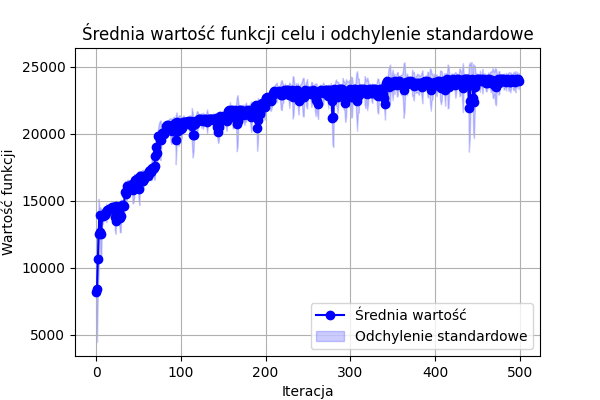 Średnia wartość funkcji celu i odchylenie standardowe
25000
20000
15000
10000
5000
Wartość funkcji
0 100 200 300 400 500
Iteracja
Średnia wartość
Odchylenie standardowe